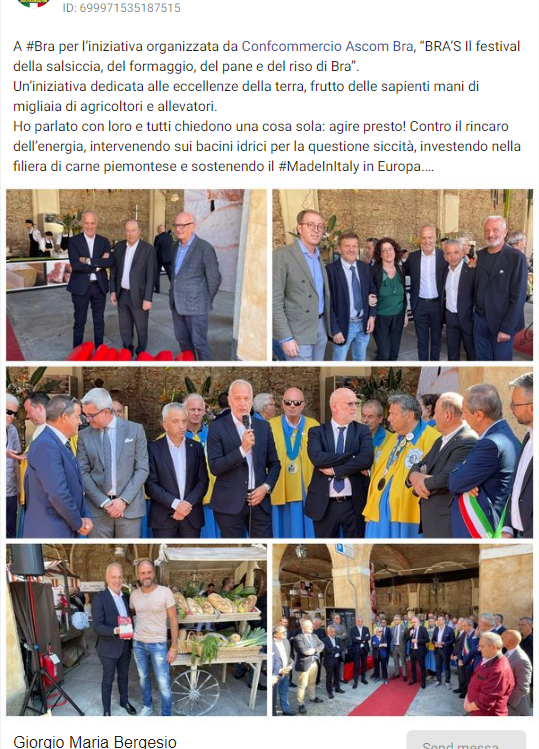 ID: 699971535187515
A #Bra per l'iniziativa organizzata da Confcommercio Ascom Bra, "BRA'S Il festival
della salsiccia, del formaggio, del pane e del riso di Bra".
Un'iniziativa dedicata alle eccellenze della terra, frutto delle sapienti mani di
migliaia di agricoltori e allevatori.
Ho parlato con loro e tutti chiedono una cosa sola: agire presto! Contro il rincaro
dell'energia, intervenendo sui bacini idrici per la questione siccità, investendo nella
filiera di carne piemontese e sostenendo il #MadeInItaly in Europa....
Giorgio Maria Bergesio
Send messa